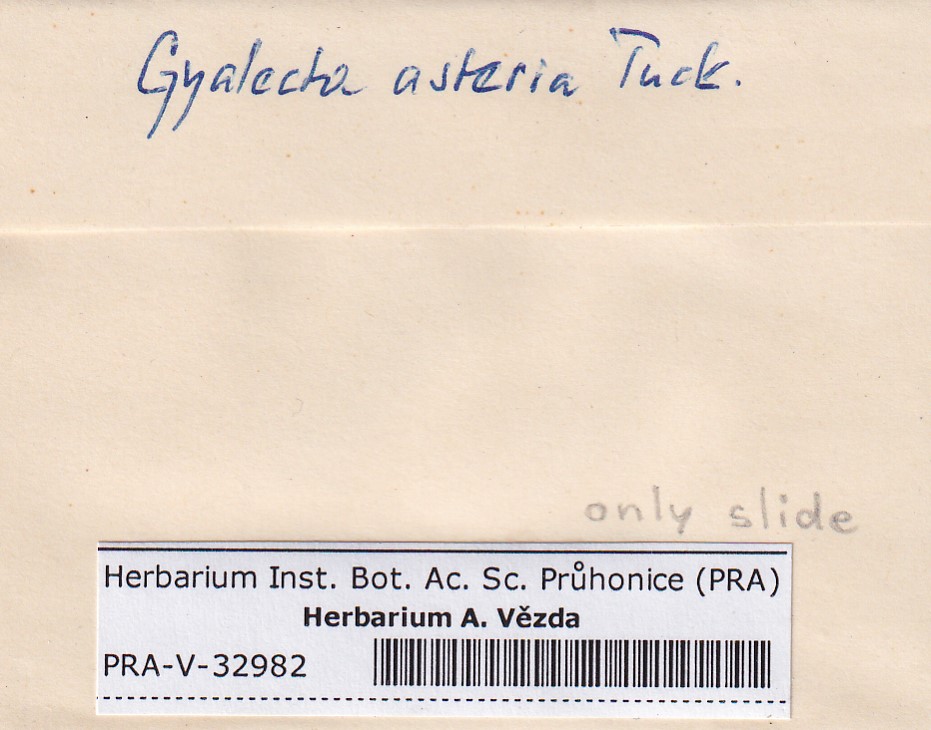 Gyalecta asteria Tuck.
only slide
Herbarium Inst. Bot. Ac. Sc. Průhonice (PRA)
Herbarium A. Vězda
PRA-V-32982